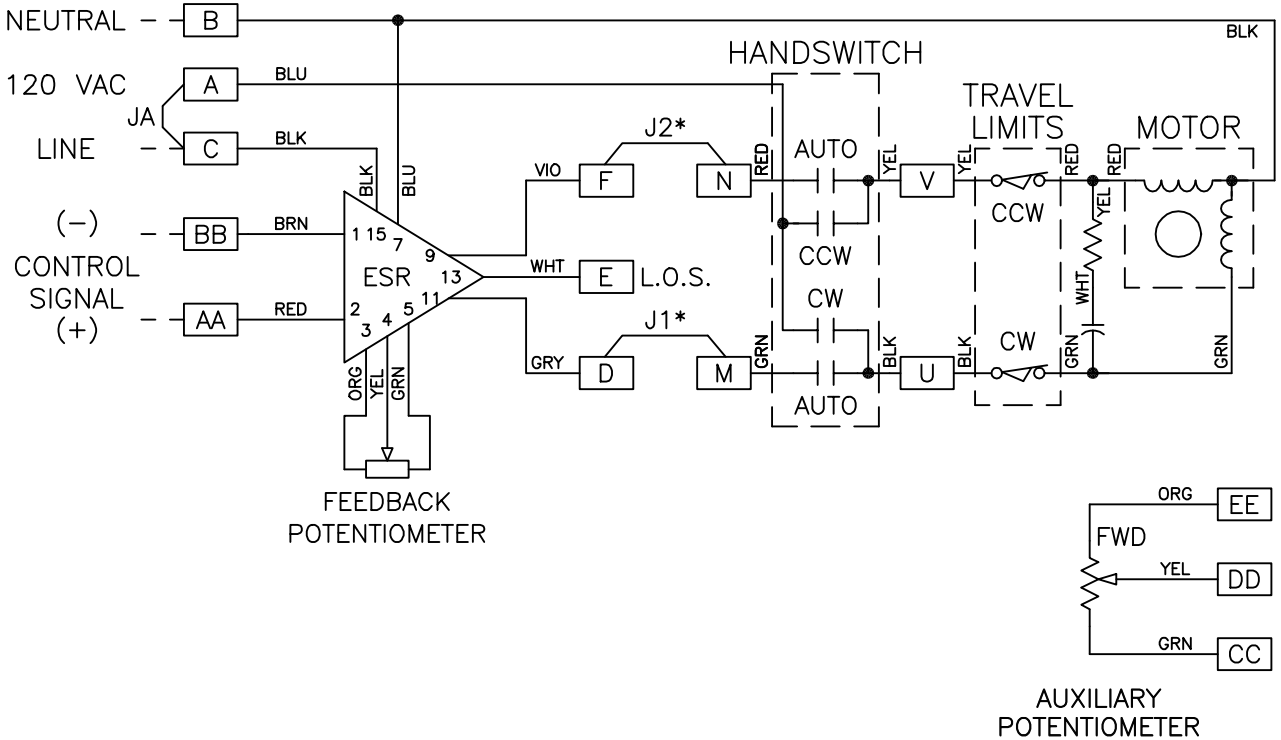 NEUTRAL
B
BLK
HANDSWITCH
120 VAC
A
BLU
JA
TRAVEL
LIMITS
MOTOR
LINE
C
BLK
J2*
AUTO
VIO
F
N
RED
YEL
V
YEL
RED
RED
BLK
BLU
CCW
YEL
(-)
BB
BRN
1 15
7
9
CCW
CONTROL
SIGNAL
(+)
ESR
13
WHT
E
L.O.S.
WHT
AA
RED
2
3
4
5
11
CW
J1*
CW
GRY
D
M
GRN
BLK
U
BLK
GRN
GRN
ORG
YEL
GRN
AUTO
FEEDBACK
POTENTIOMETER
ORG
EE
FWD
YEL
DD
GRN
CC
AUXILIARY
POTENTIOMETER